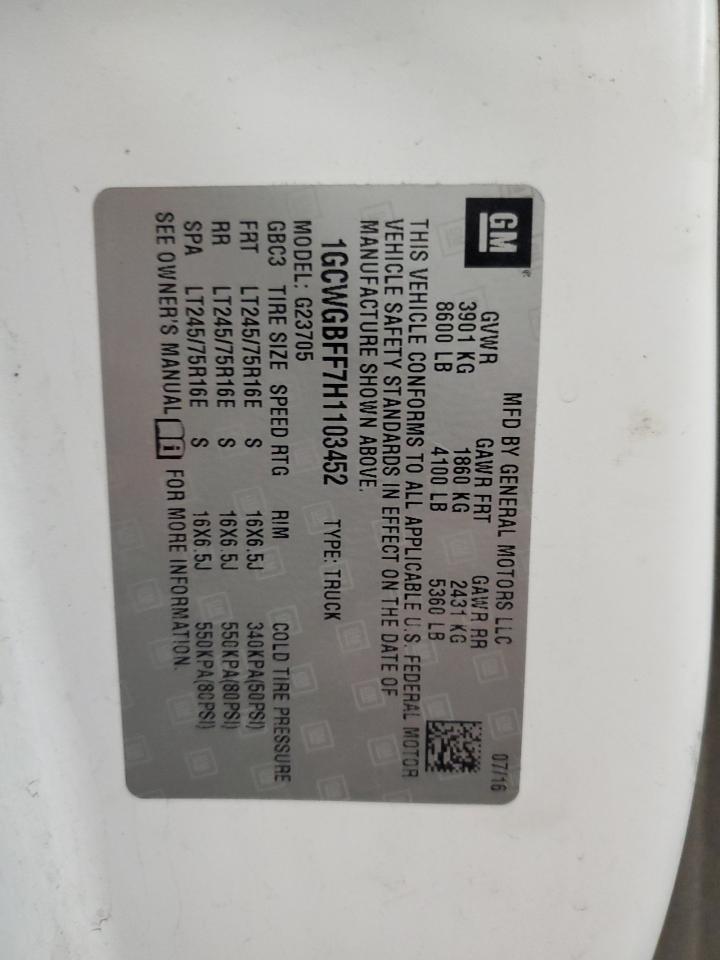 GM
MFD BY GENERAL MOTORS LLC 07/16
GVWR GAWR FRT GAWR RR
3901 KG 1860 KG 2431 KG
8600 LB 4100 LB 5360 LB
THIS VEHICLE CONFORMS TO ALL APPLICABLE U.S. FEDERAL MOTOR
VEHICLE SAFETY STANDARDS IN EFFECT ON THE DATE OF
MANUFACTURE SHOWN ABOVE.
1GCWGBFF7H1103452 TYPE: TRUCK
MODEL: G23705
GBC3 TIRE SIZE SPEED RTG RIM COLD TIRE PRESSURE
FRT LT245/75R16E S 16X6.5J 340KPA(50PSI)
RR LT245/75R16E S 16X6.5J 550KPA(80PSI)
SPA LT245/75R16E S 16X6.5J 550KPA(80PSI)
SEE OWNER'S MANUAL i FOR MORE INFORMATION.